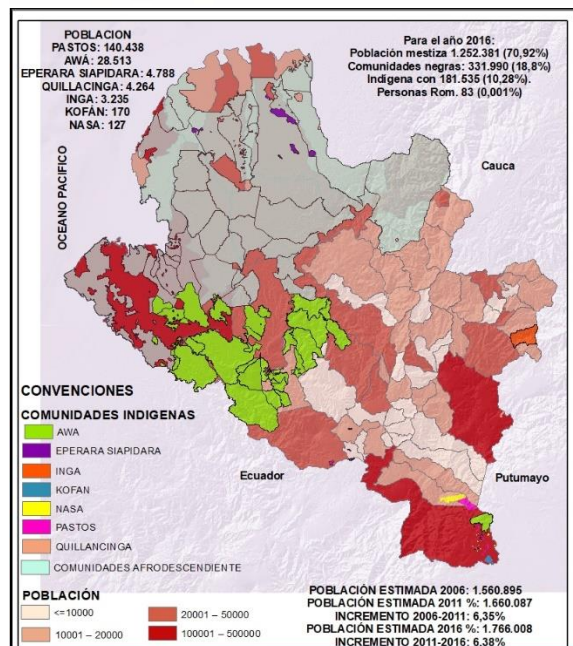 POBLACION
PASTOS: 140.438
AWÁ: 28.513
EPERARA SIAPIDARA: 4.788
QUILLACINGA: 4.264
INGA: 3.235
KOFÁN: 170
NASA: 127
Para el año 2016:
Población mestiza 1.252.381 (70,92%)
Comunidades negras: 331.990 (18,8%)
Indígena con 181.535 (10,28%).
Personas Rom. 83 (0,001%)
Cauca
OCEANO PACIFICO
CONVENCIONES
COMUNIDADES INDIGENAS
AWA
EPERARA SIAPIDARA
INGA
KOFAN
NASA
PASTOS
QUILLANCINGA
COMUNIDADES AFRODESCENDIENTE
Ecuador
Putumayo
POBLACIÓN
<=10000
10001 – 20000
20001 – 50000
100001 – 500000
POBLACIÓN ESTIMADA 2006: 1.560.895
POBLACIÓN ESTIMADA 2011 %: 1.660.087
INCREMENTO 2006-2011: 6,35%
POBLACIÓN ESTIMADA 2016 %: 1.766.008
INCREMENTO 2011-2016: 6,38%